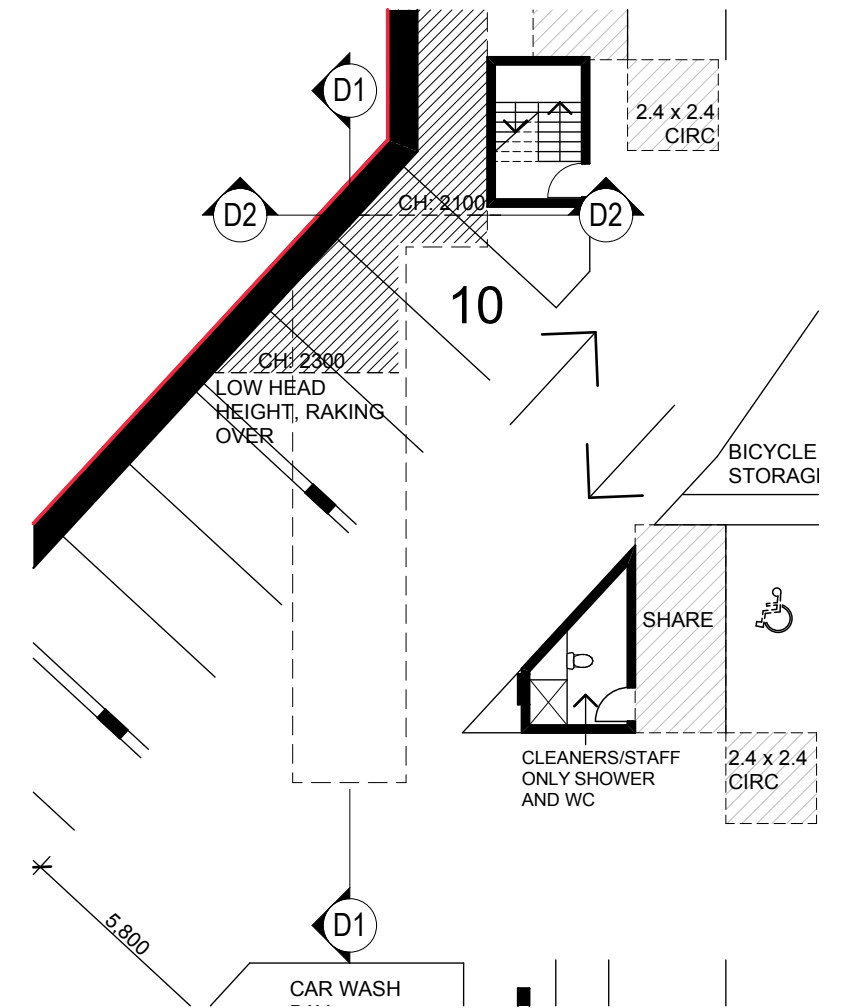 D1
2.4 x 2.4
CIRC
D2
CH: 2100
D2
10
CH: 2300
LOW HEAD
HEIGHT, RAKING
OVER
BICYCLE
STORAG
SHARE
CLEANERS/STAFF
ONLY SHOWER
AND WC
2.4 x 2.4
CIRC
5,800
D1
CAR WASH